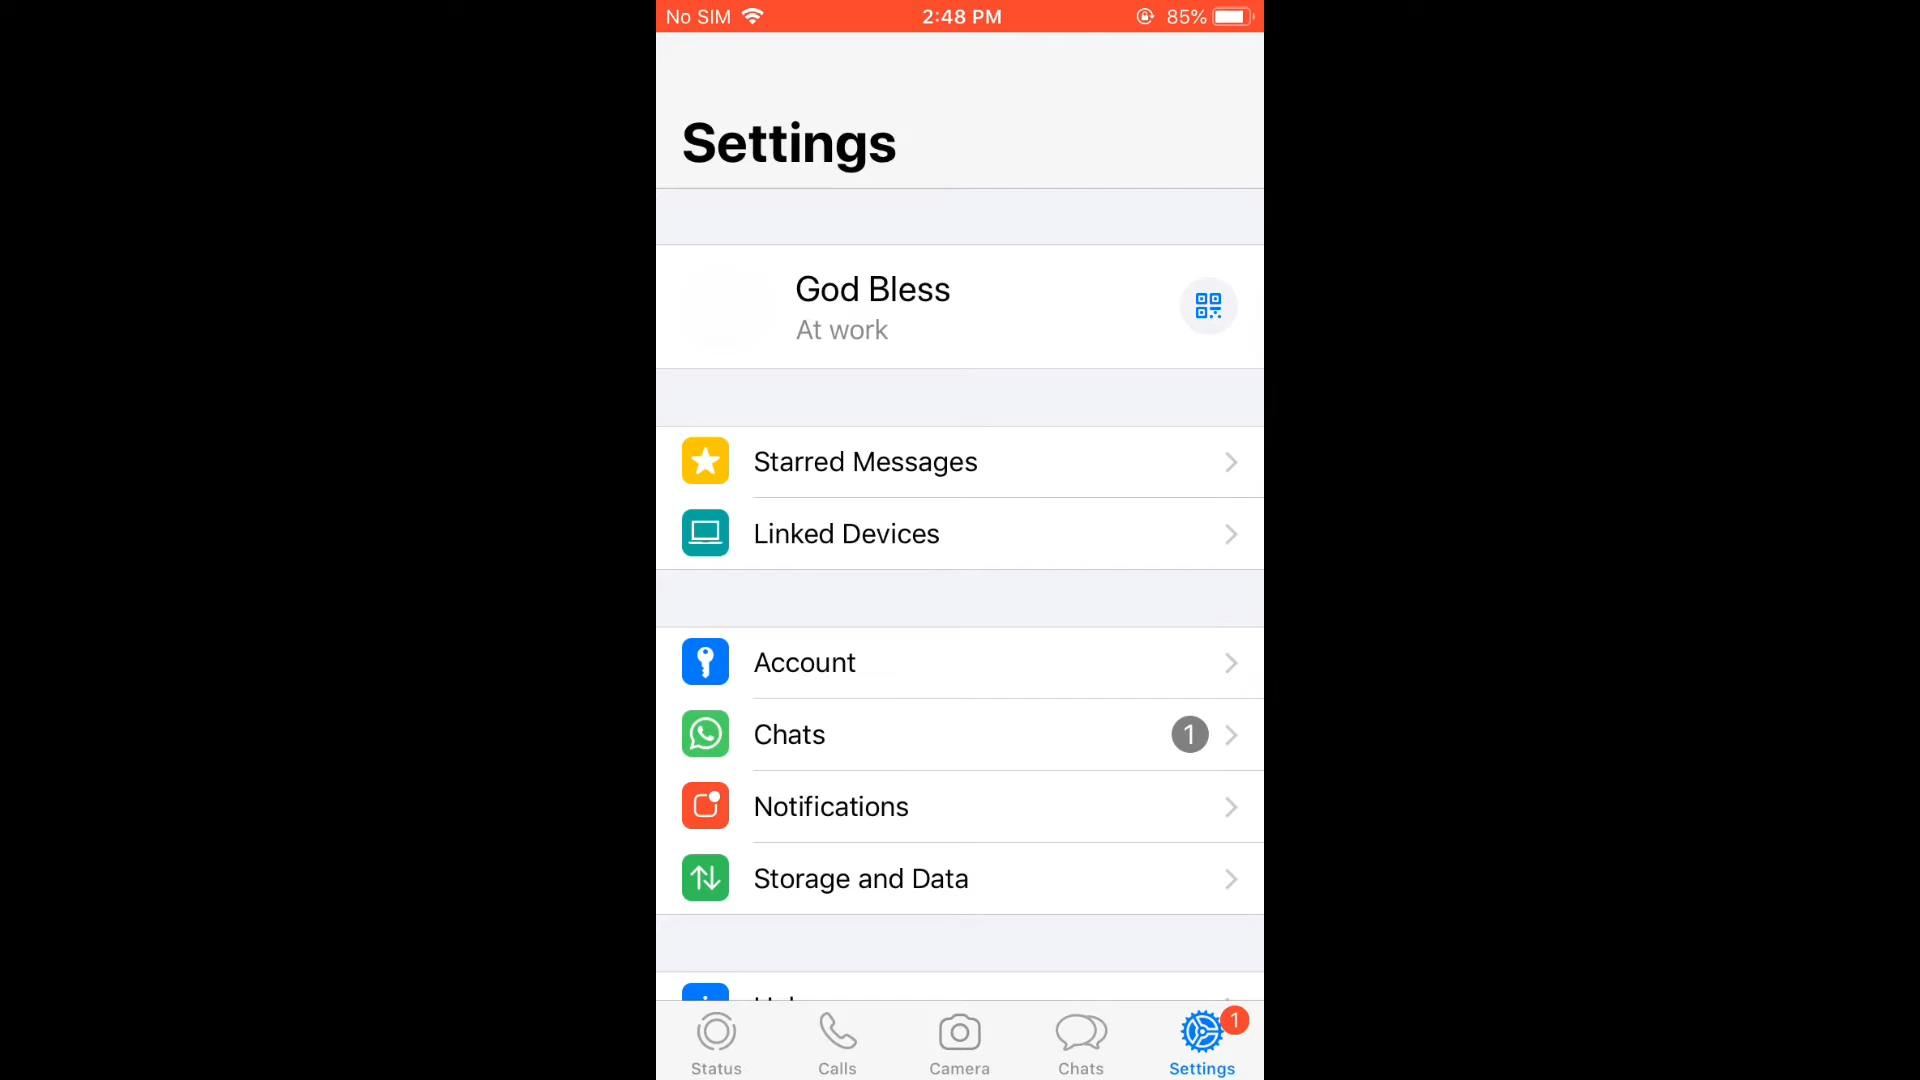 No SIM 2:48 PM 85%
Settings
God Bless
At work
Starred Messages
Linked Devices
Account
Chats 1
Notifications
Storage and Data
1
Status Calls Camera Chats Settings